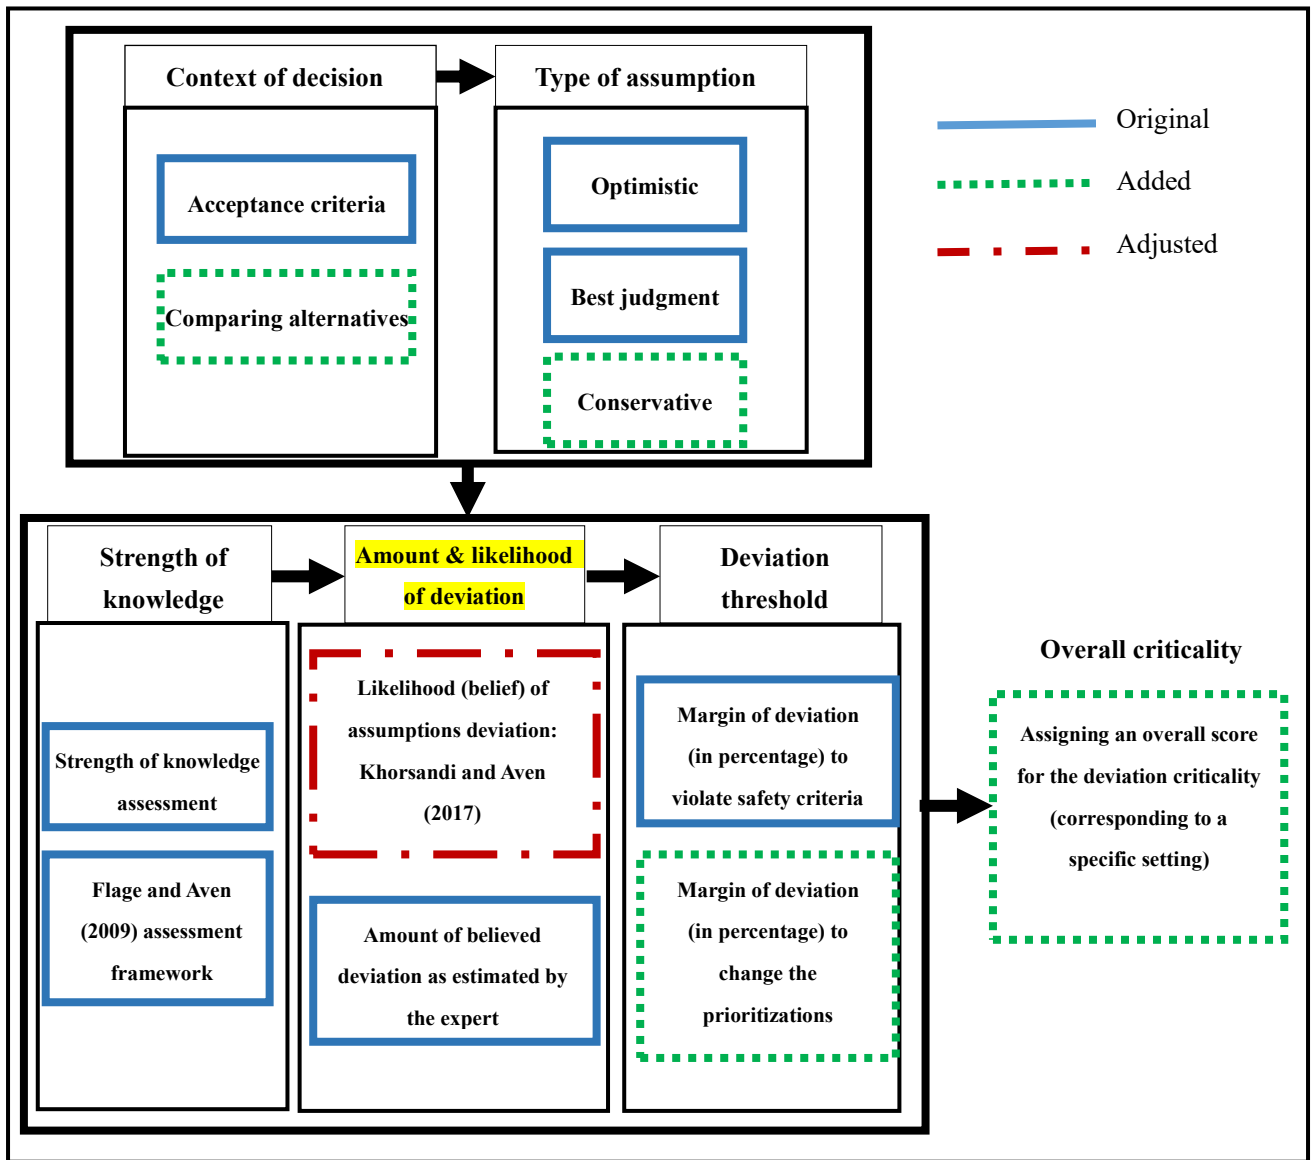 Context of decision
Type of assumption
Acceptance criteria
Comparing alternatives
Optimistic
Best judgment
Conservative
Original
Added
Adjusted
Strength of
knowledge
Amount & likelihood
of deviation
Deviation
threshold
Strength of knowledge
assessment
Flage and Aven
(2009) assessment
framework
Likelihood (belief) of
assumptions deviation:
Khorsandi and Aven
(2017)
Amount of believed
deviation as estimated by
the expert
Margin of deviation
(in percentage) to
violate safety criteria
Margin of deviation
(in percentage) to
change the
prioritizations
Overall criticality
Assigning an overall score
for the deviation criticality
(corresponding to a
specific setting)